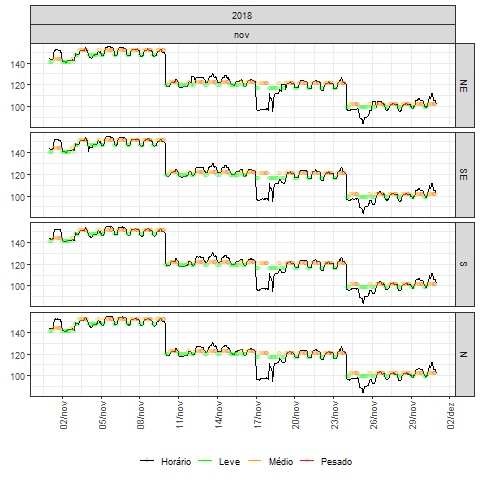 2018
nov
140
120
100
NE
140
120
100
SE
140
120
100
S
140
120
100
N
02/nov
05/nov
08/nov
11/nov
14/nov
17/nov
20/nov
23/nov
26/nov
29/nov
02/dez
Horário Leve Médio Pesado